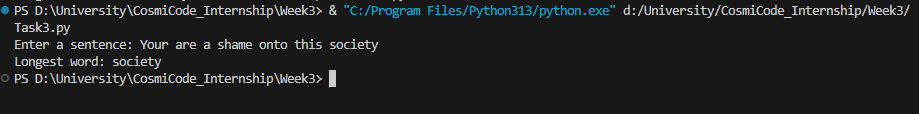 PS D:\University\CosmiCode_Internship\Week3> & "C:/Program Files/Python313/python.exe" d:/University/CosmiCode_Internship/Week3/
Task3.py
Enter a sentence: Your are a shame onto this society
Longest word: society
PS D:\University\CosmiCode_Internship\Week3>